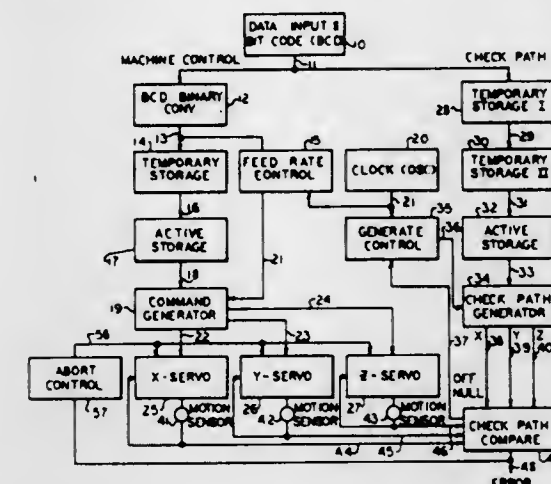 DATA INPUT 8
BIT CODE (BCD)
10
MACHINE CONTROL
11
CHECK PATH
BCD BINARY
CONV
12
TEMPORARY
STORAGE I
28
13
29
14
TEMPORARY
STORAGE
FEED RATE
CONTROL
15
CLOCK (OSC)
20
30
TEMPORARY
STORAGE II
16
21
31
ACTIVE
STORAGE
17
GENERATE
CONTROL
35
36
32
ACTIVE
STORAGE
18
21
33
34
COMMAND
GENERATOR
19
24
CHECK PATH
GENERATOR
22
23
37
X
Y
Z
38
39
40
56
ABORT
CONTROL
57
X-SERVO
25
Y-SERVO
26
Z-SERVO
27
OFF
NULL
41
MOTION
SENSOR
42
MOTION
SENSOR
43
MOTION
SENSOR
CHECK PATH
COMPARE
44
45
46
48
ERROR